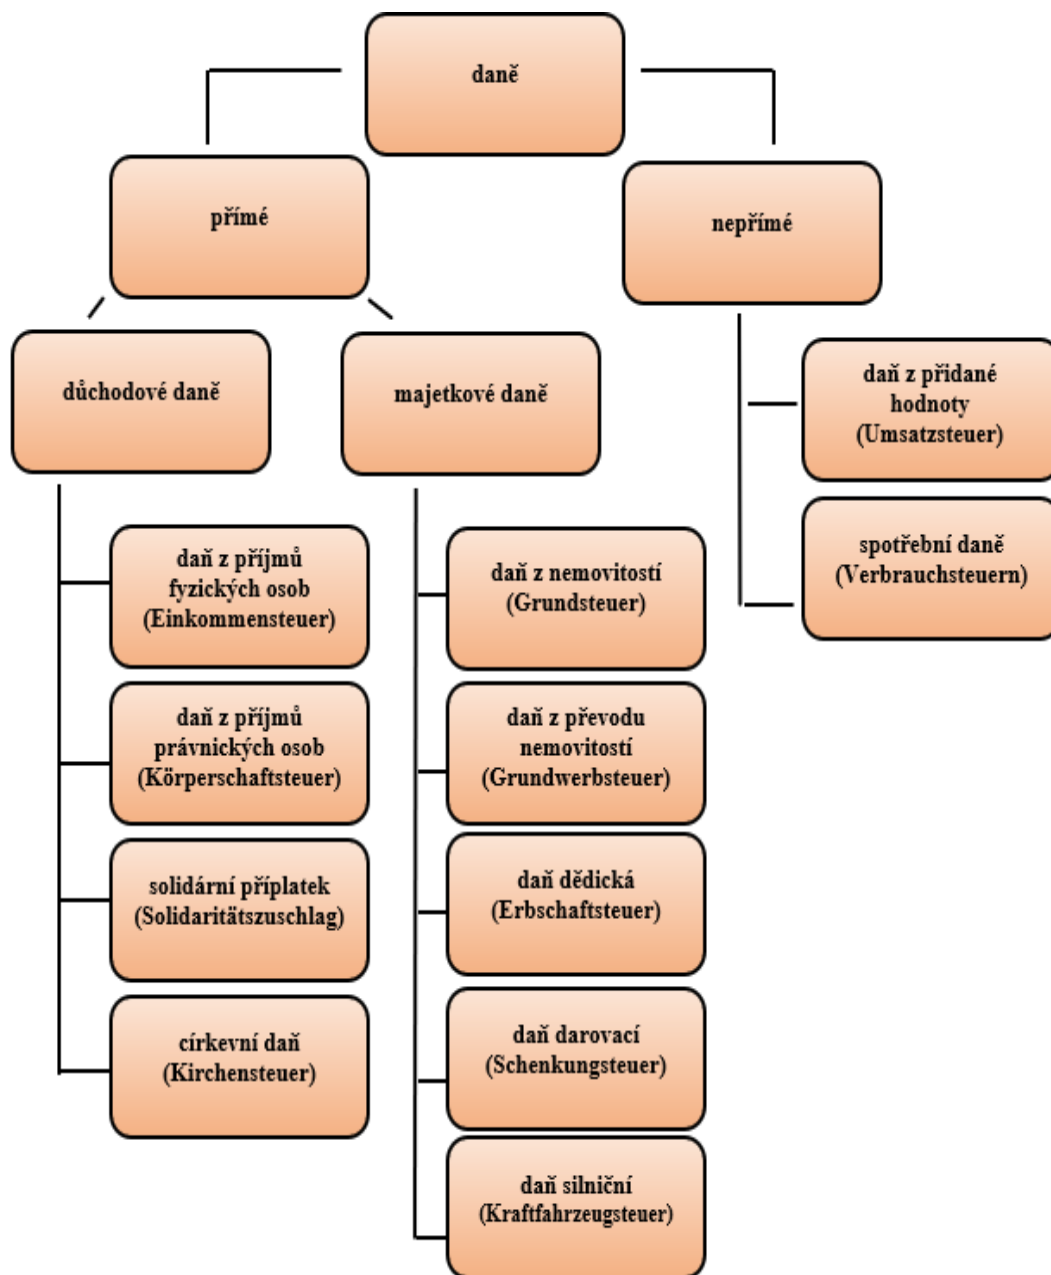 daně
přímé
nepřímé
důchodové daně
majetkové daně
daň z přidané
hodnoty
(Umsatzsteuer)
spotřební daně
(Verbrauchsteuern)
daň z příjmů
fyzických osob
(Einkommensteuer)
daň z příjmů
právnických osob
(Körperschaftsteuer)
solidární příplatek
(Solidaritätszuschlag)
církevní daň
(Kirchensteuer)
daň z nemovitostí
(Grundsteuer)
daň z převodu
nemovitostí
(Grundwerbsteuer)
daň dědická
(Erbschaftsteuer)
daň darovací
(Schenkungsteuer)
daň silniční
(Kraftfahrzeugsteuer)